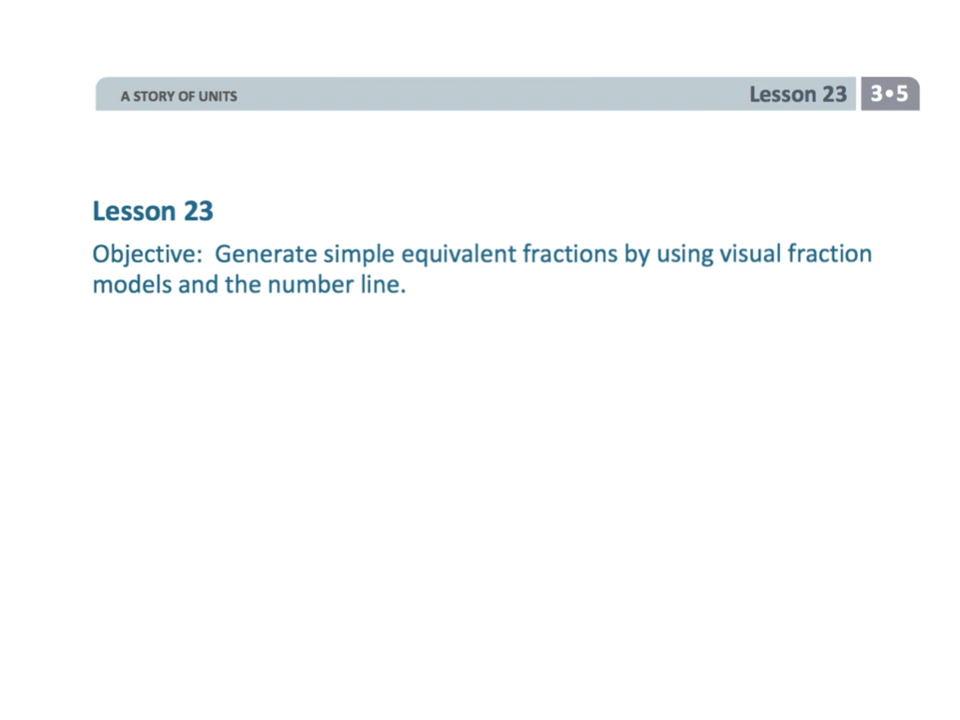 A STORY OF UNITS
Lesson 23
3•5
Lesson 23
Objective: Generate simple equivalent fractions by using visual fraction
models and the number line.